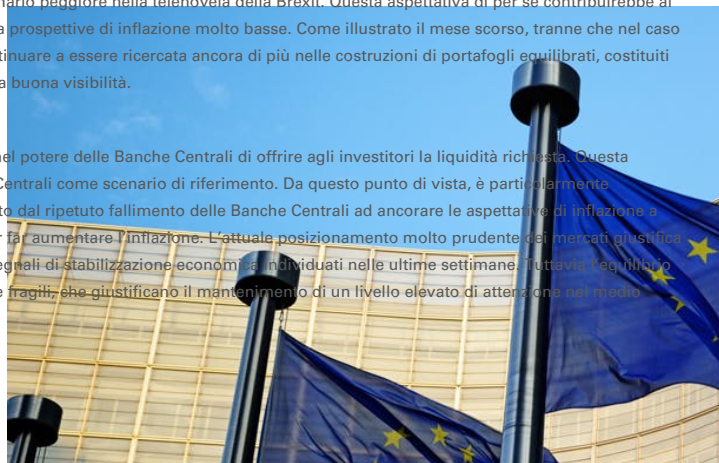 nario peggiore nella telenovela della Brexit. Questa aspettativa di per sé contribuirebbe al
a prospettive di inflazione molto basse. Come illustrato il mese scorso, tranne che nel caso
tinuare a essere ricercata ancora di più nelle costruzioni di portafogli equilibrati, costituiti
a buona visibilità.
nel potere delle Banche Centrali di offrire agli investitori la liquidità richiesta. Questa
Centrali come scenario di riferimento. Da questo punto di vista, è particolarmente
to dal ripetuto fallimento delle Banche Centrali ad ancorare le aspettative di inflazione a
r far aumentare l'inflazione. L'attuale posizionamento molto prudente dei mercati giustifica
egnali di stabilizzazione economica individuati nelle ultime settimane. Tuttavia l'equilibrio
e fragili, che giustificano il mantenimento di un livello elevato di attenzione nel medio